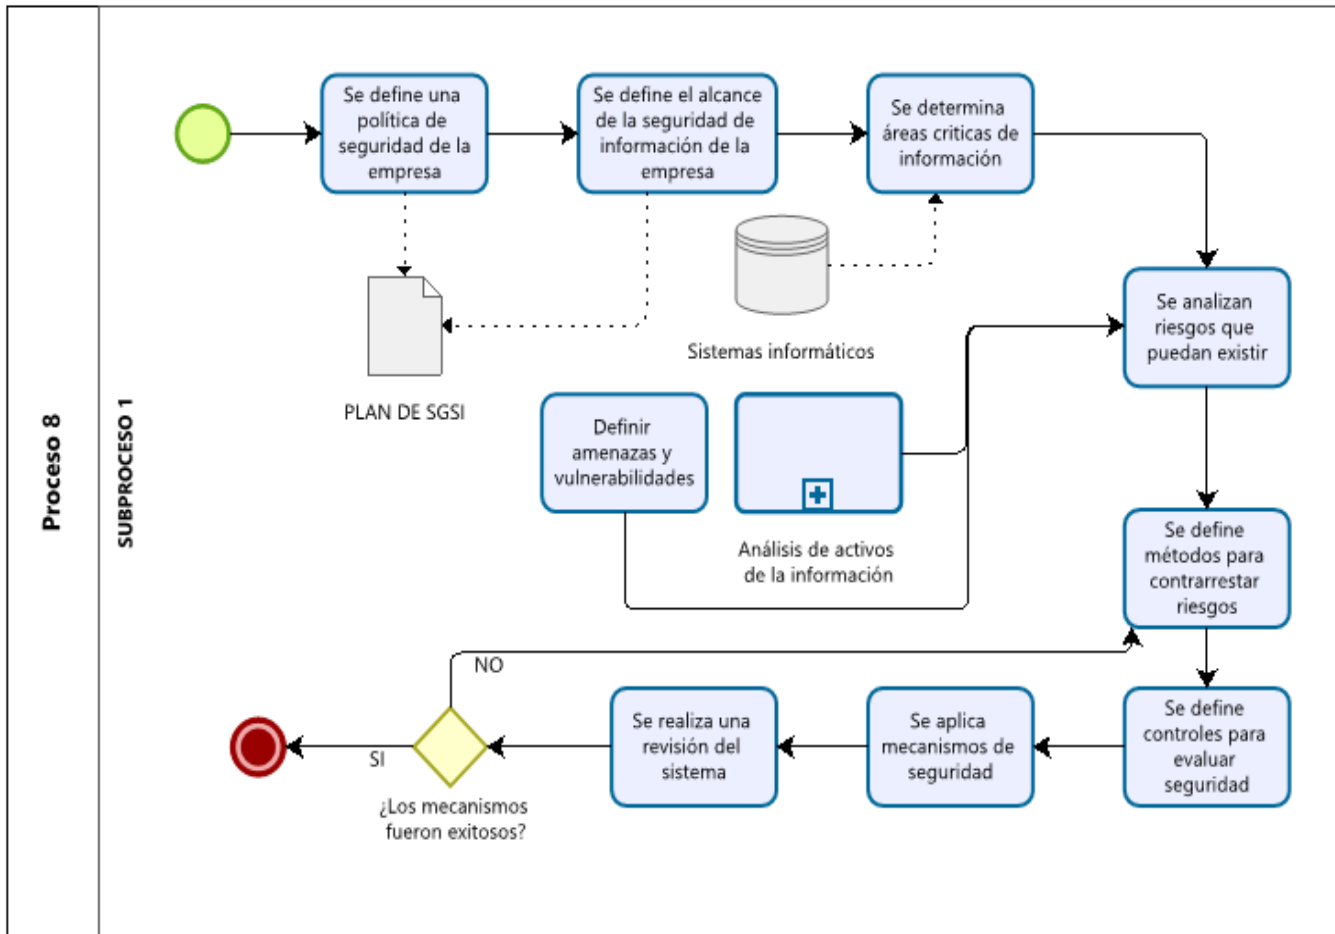 Proceso 8
SUBPROCESO 1
Se define una
política de
seguridad de la
empresa
Se define el alcance
de la seguridad de
información de la
empresa
Se determina
áreas criticas de
información
Sistemas informáticos
PLAN DE SGSI
Se analizan
riesgos que
puedan existir
Definir
amenazas y
vulnerabilidades
Análisis de activos
de la información
Se define
métodos para
contrarrestar
riesgos
Se define
controles para
evaluar
seguridad
Se aplica
mecanismos de
seguridad
Se realiza una
revisión del
sistema
NO
SI
¿Los mecanismos
fueron exitosos?